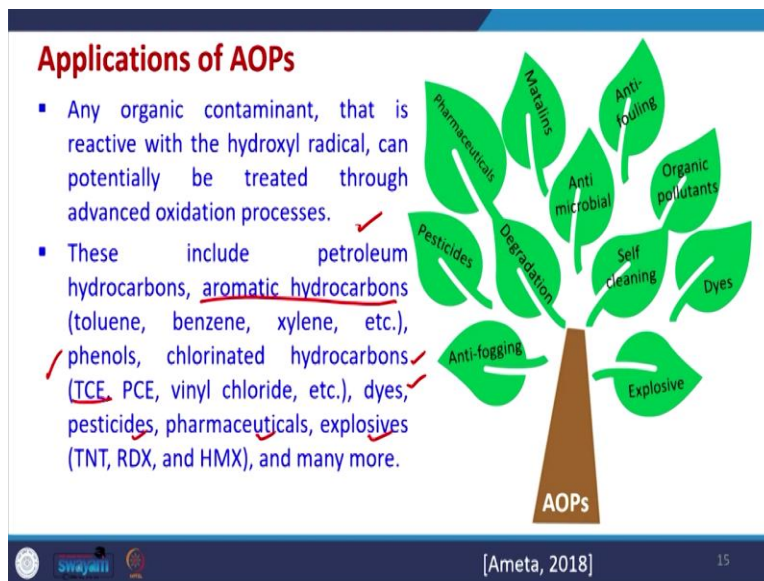 Applications of AOPs
▪ Any organic contaminant, that is
reactive with the hydroxyl radical, can
potentially be treated through
advanced oxidation processes.
▪ These include petroleum
hydrocarbons, aromatic hydrocarbons
(toluene, benzene, xylene, etc.),
phenols, chlorinated hydrocarbons
(TCE, PCE, vinyl chloride, etc.), dyes,
pesticides, pharmaceuticals, explosives
(TNT, RDX, and HMX), and many more.
Pharmaceuticals
Matalins
Anti-
fouling
Anti
microbial
Organic
pollutants
Pesticides
Degradation
Self
cleaning
Dyes
Anti-fogging
Explosive
AOPs
swayam
[Ameta, 2018]
15